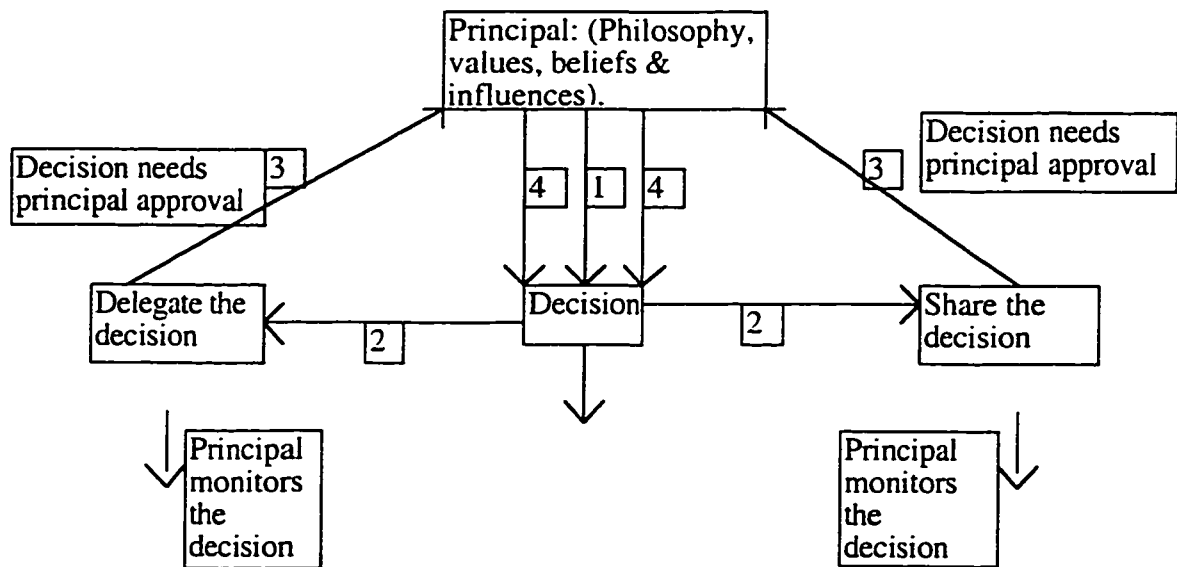 Principal: (Philosophy,
values, beliefs &
influences).
Decision needs
principal approval
3
4
1
4
3
Decision needs
principal approval
Delegate the
decision
2
Decision
2
Share the
decision
Principal
monitors
the
decision
Principal
monitors
the
decision